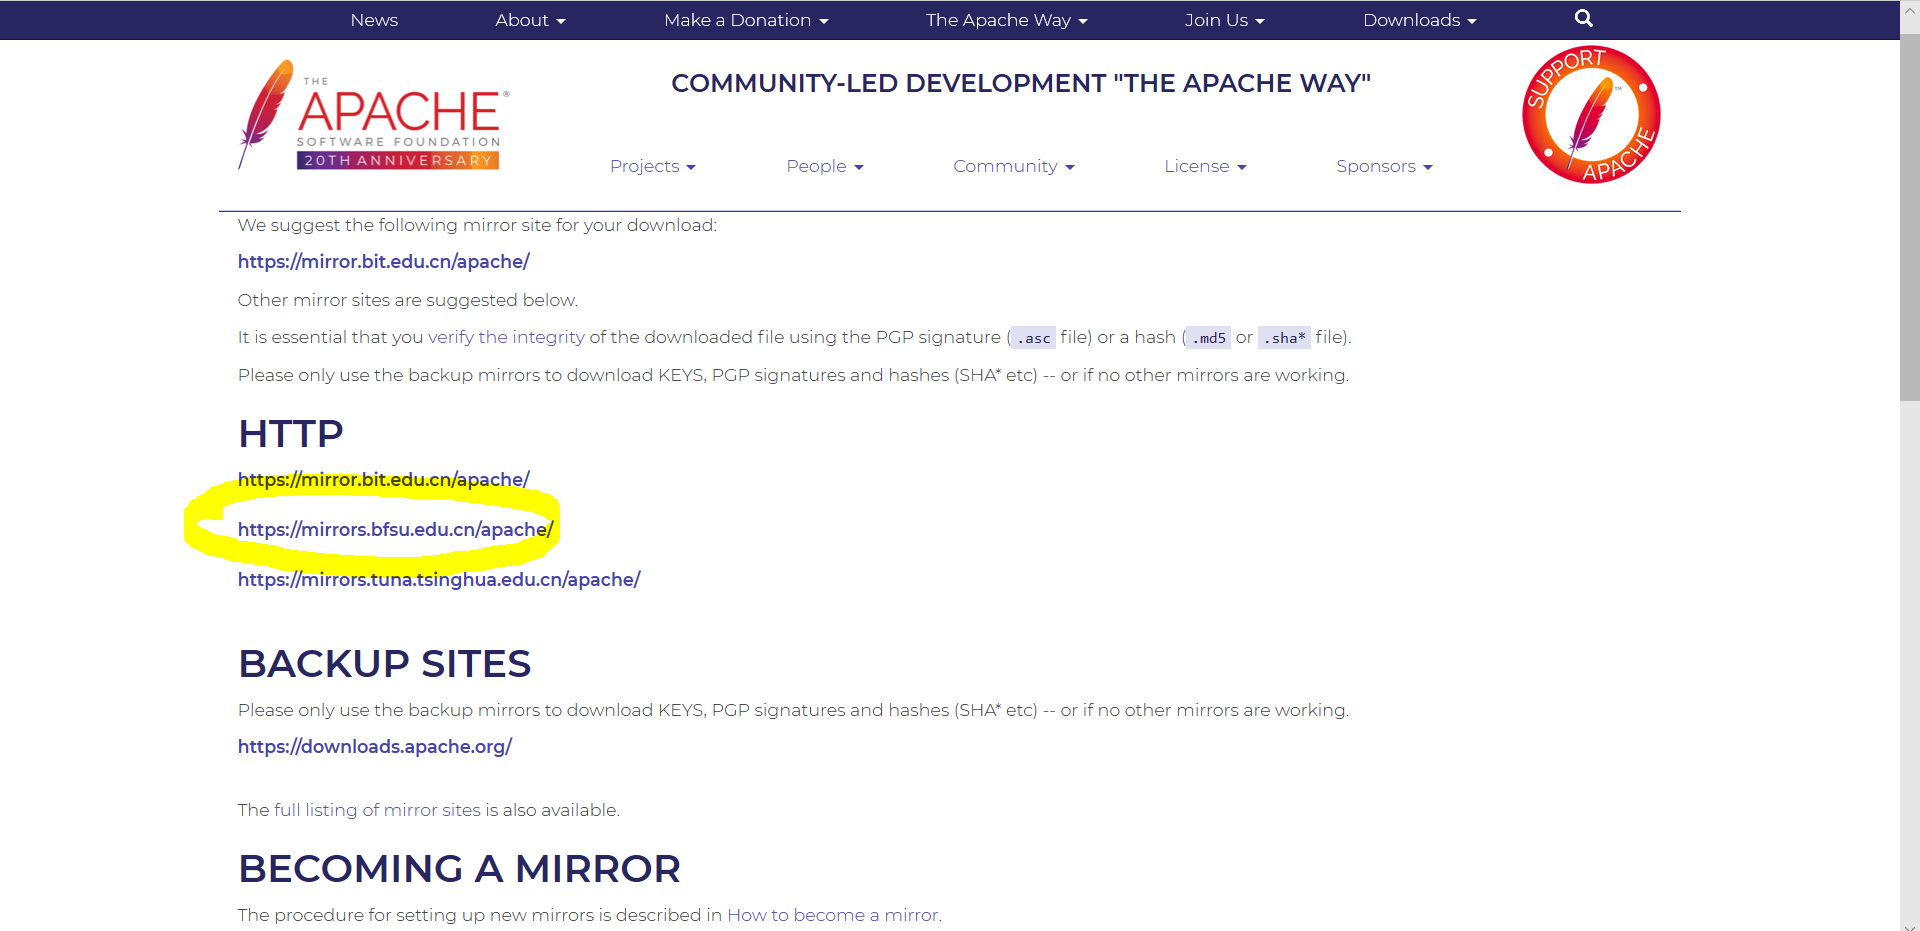 News About Make a Donation The Apache Way Join Us Downloads
THE
APACHE®
SOFTWARE FOUNDATION
20TH ANNIVERSARY
COMMUNITY-LED DEVELOPMENT "THE APACHE WAY"
SUPPORT
APACHE
™
Projects People Community License Sponsors
We suggest the following mirror site for your download:
https://mirror.bit.edu.cn/apache/
Other mirror sites are suggested below.
It is essential that you verify the integrity of the downloaded file using the PGP signature (.asc file) or a hash (.md5 or .sha* file).
Please only use the backup mirrors to download KEYS, PGP signatures and hashes (SHA* etc) -- or if no other mirrors are working.
HTTP
https://mirror.bit.edu.cn/apache/
https://mirrors.bfsu.edu.cn/apache/
https://mirrors.tuna.tsinghua.edu.cn/apache/
BACKUP SITES
Please only use the backup mirrors to download KEYS, PGP signatures and hashes (SHA* etc) -- or if no other mirrors are working.
https://downloads.apache.org/
The full listing of mirror sites is also available.
BECOMING A MIRROR
The procedure for setting up new mirrors is described in How to become a mirror.